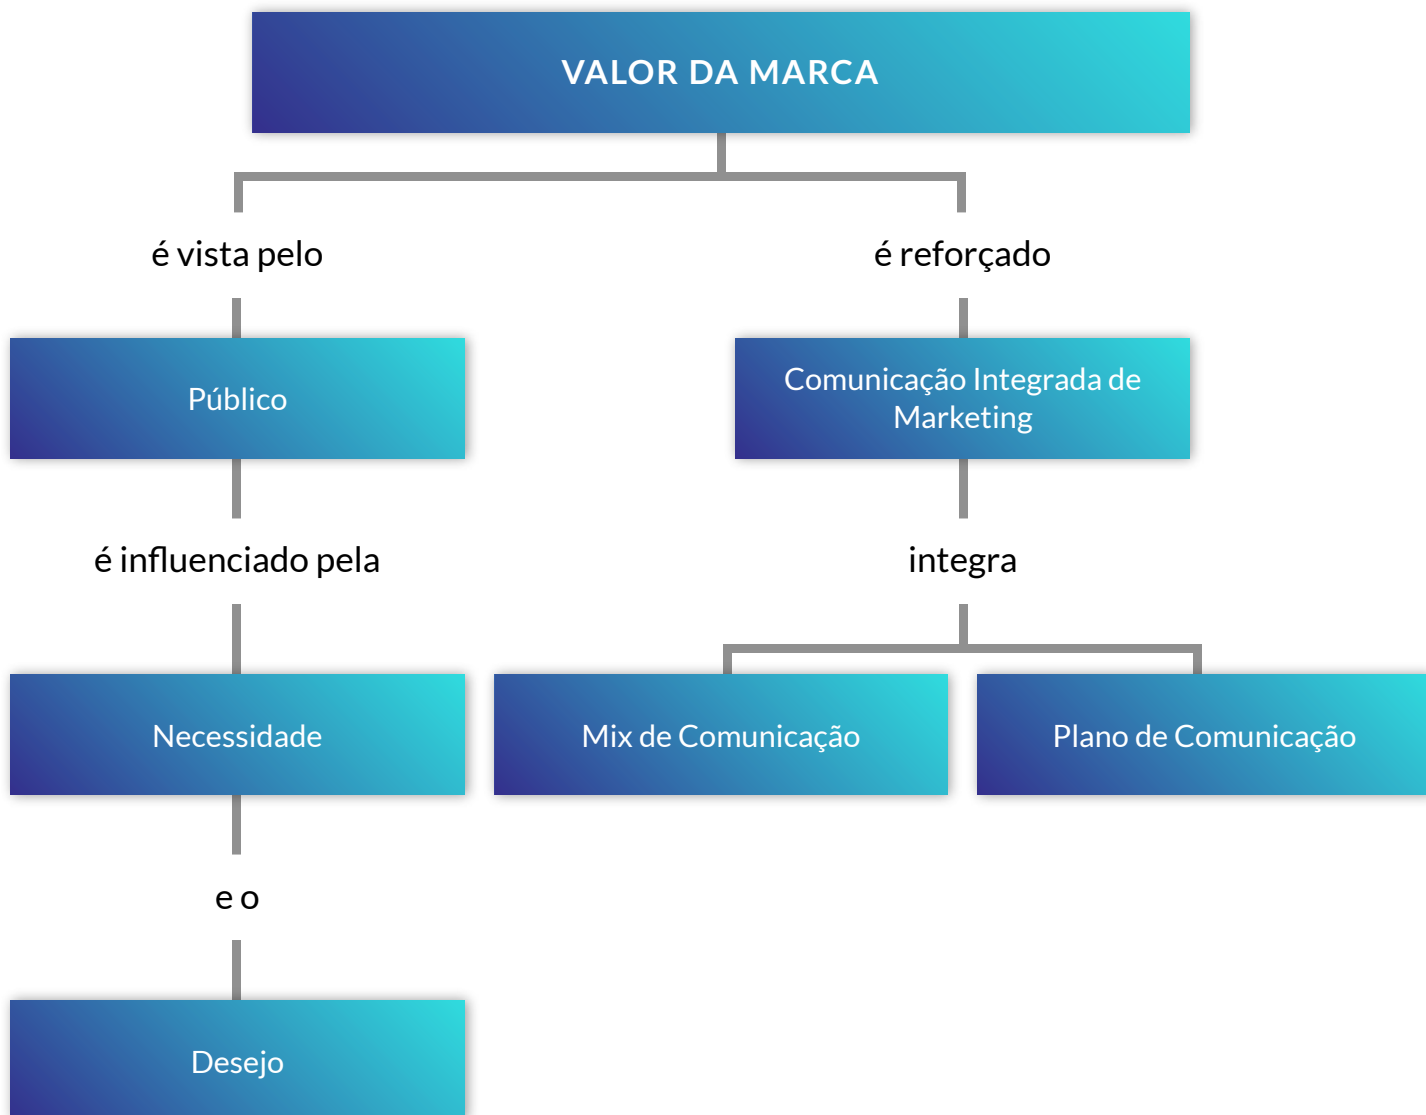 VALOR DA MARCA
é vista pelo
é reforçado
Público
Comunicação Integrada de
Marketing
é influenciado pela
integra
Necessidade
Mix de Comunicação
Plano de Comunicação
e o
Desejo